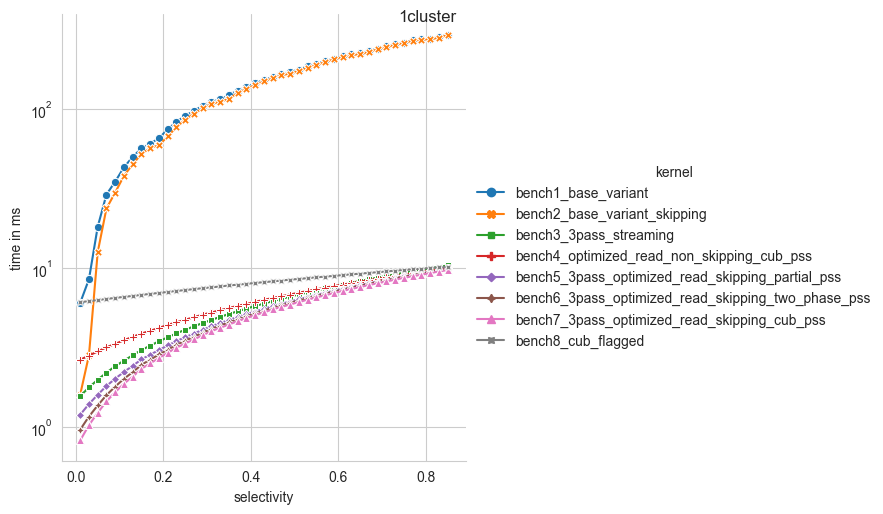 1cluster
time in ms
10^2
10^1
10^0
0.0 0.2 0.4 0.6 0.8
selectivity
kernel
bench1_base_variant
bench2_base_variant_skipping
bench3_3pass_streaming
bench4_optimized_read_non_skipping_cub_pss
bench5_3pass_optimized_read_skipping_partial_pss
bench6_3pass_optimized_read_skipping_two_phase_pss
bench7_3pass_optimized_read_skipping_cub_pss
bench8_cub_flagged